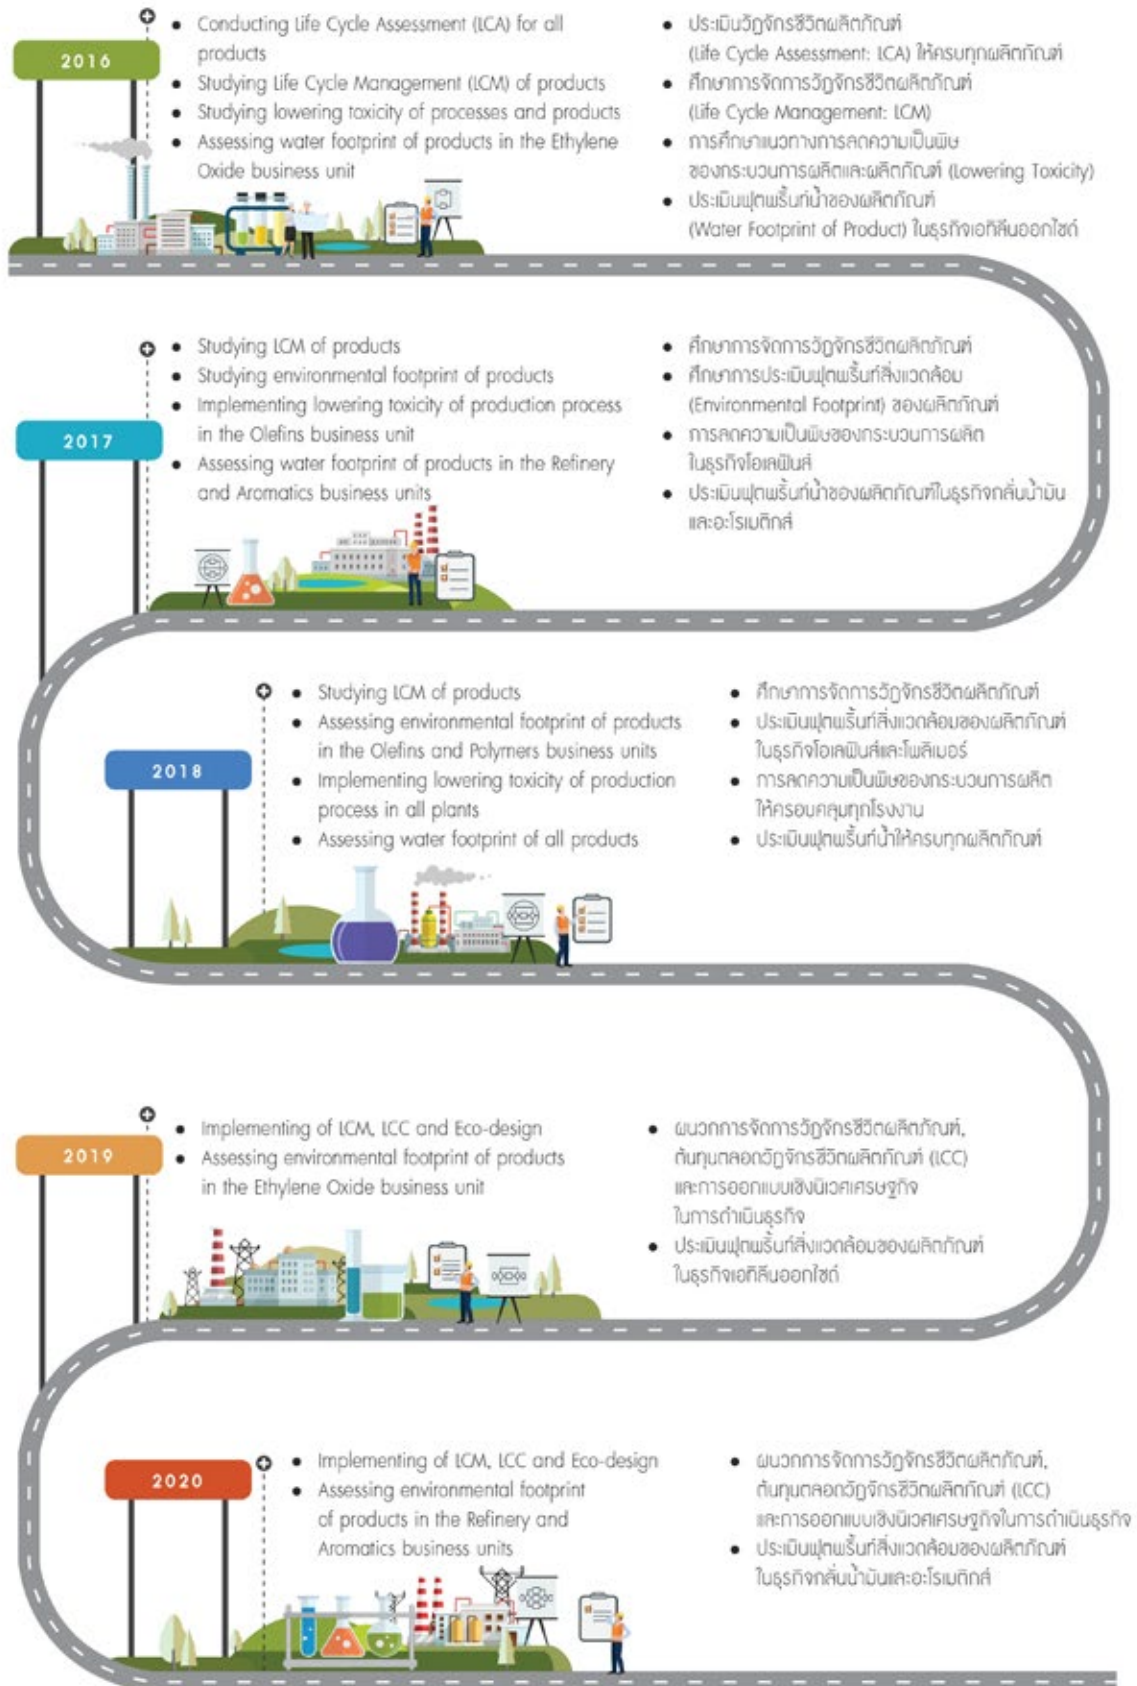 2016
● Conducting Life Cycle Assessment (LCA) for all
products
● Studying Life Cycle Management (LCM) of products
● Studying lowering toxicity of processes and products
● Assessing water footprint of products in the Ethylene
Oxide business unit
● ประเมินวัฏจักรชีวิตผลิตภัณฑ์
(Life Cycle Assessment: LCA) ให้ครบทุกผลิตภัณฑ์
● ศึกษาการจัดการวัฏจักรชีวิตผลิตภัณฑ์
(Life Cycle Management: LCM)
● การศึกษาแนวทางการลดความเป็นพิษ
ของกระบวนการผลิตและผลิตภัณฑ์ (Lowering Toxicity)
● ประเมินฟุตพริ้นท์น้ำของผลิตภัณฑ์
(Water Footprint of Product) ในธุรกิจเอทิลีนออกไซด์
2017
● Studying LCM of products
● Studying environmental footprint of products
● Implementing lowering toxicity of production process
in the Olefins business unit
● Assessing water footprint of products in the Refinery
and Aromatics business units
● ศึกษาการจัดการวัฏจักรชีวิตผลิตภัณฑ์
● ศึกษาการประเมินฟุตพริ้นท์สิ่งแวดล้อม
(Environmental Footprint) ของผลิตภัณฑ์
● การลดความเป็นพิษของกระบวนการผลิต
ในธุรกิจโอเลฟินส์
● ประเมินฟุตพริ้นท์น้ำของผลิตภัณฑ์ในธุรกิจกลั่นน้ำมัน
และอะโรเมติกส์
2018
● Studying LCM of products
● Assessing environmental footprint of products
in the Olefins and Polymers business units
● Implementing lowering toxicity of production
process in all plants
● Assessing water footprint of all products
● ศึกษาการจัดการวัฏจักรชีวิตผลิตภัณฑ์
● ประเมินฟุตพริ้นท์สิ่งแวดล้อมของผลิตภัณฑ์
ในธุรกิจโอเลฟินส์และโพลิเมอร์
● การลดความเป็นพิษของกระบวนการผลิต
ให้ครอบคลุมทุกโรงงาน
● ประเมินฟุตพริ้นท์น้ำให้ครบทุกผลิตภัณฑ์
2019
● Implementing of LCM, LCC and Eco-design
● Assessing environmental footprint of products
in the Ethylene Oxide business unit
● ผนวกการจัดการวัฏจักรชีวิตผลิตภัณฑ์,
ต้นทุนตลอดวัฏจักรชีวิตผลิตภัณฑ์ (LCC)
และการออกแบบเชิงนิเวศเศรษฐกิจ
ในการดำเนินธุรกิจ
● ประเมินฟุตพริ้นท์สิ่งแวดล้อมของผลิตภัณฑ์
ในธุรกิจเอทิลีนออกไซด์
2020
● Implementing of LCM, LCC and Eco-design
● Assessing environmental footprint
of products in the Refinery and
Aromatics business units
● ผนวกการจัดการวัฏจักรชีวิตผลิตภัณฑ์,
ต้นทุนตลอดวัฏจักรชีวิตผลิตภัณฑ์ (LCC)
และการออกแบบเชิงนิเวศเศรษฐกิจในการดำเนินธุรกิจ
● ประเมินฟุตพริ้นท์สิ่งแวดล้อมของผลิตภัณฑ์
ในธุรกิจกลั่นน้ำมันและอะโรเมติกส์